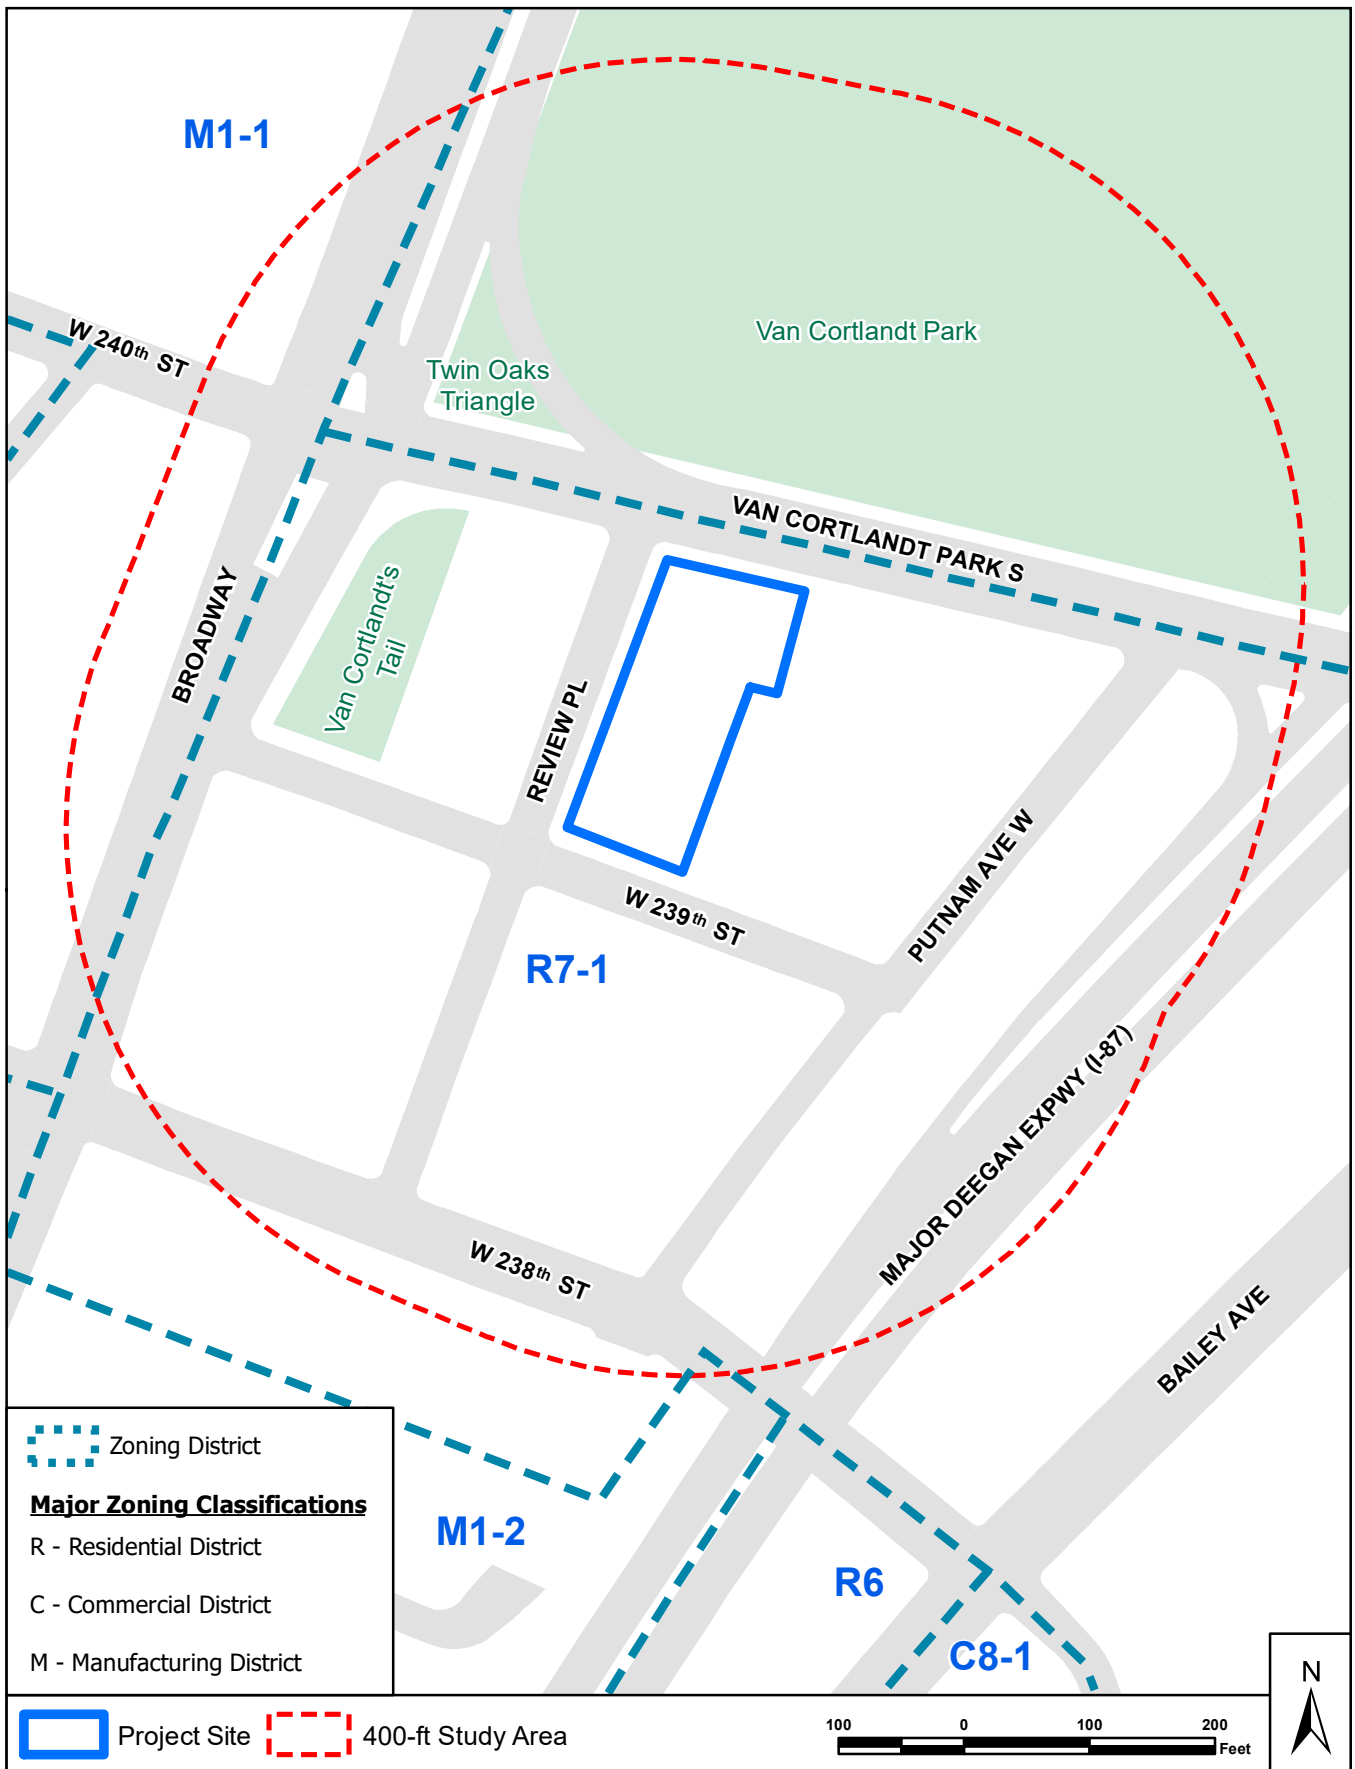 M1-1
W 240th ST
Van Cortlandt Park
Twin Oaks
Triangle
VAN CORTLANDT PARK S
Van Cortlandt's
Tail
BROADWAY
REVIEW PL
PUTNAM AVE W
W 239th ST
R7-1
MAJOR DEEGAN EXPWY (I-87)
W 238th ST
BAILEY AVE
M1-2
R6
C8-1
Zoning District
Major Zoning Classifications
R - Residential District
C - Commercial District
M - Manufacturing District
Project Site
400-ft Study Area
100 0 100 200
Feet
N